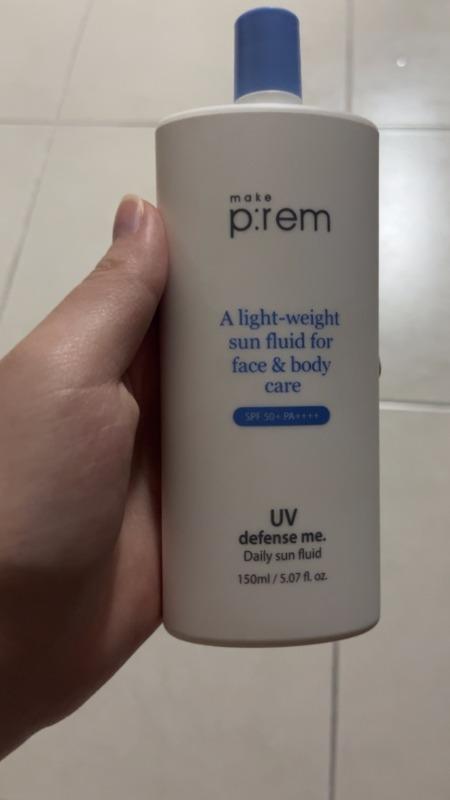 make
p:rem
A light-weight
sun fluid for
face & body
care
SPF 50+ PA++++
UV
defense me.
Daily sun fluid
150ml / 5.07 fl. oz.